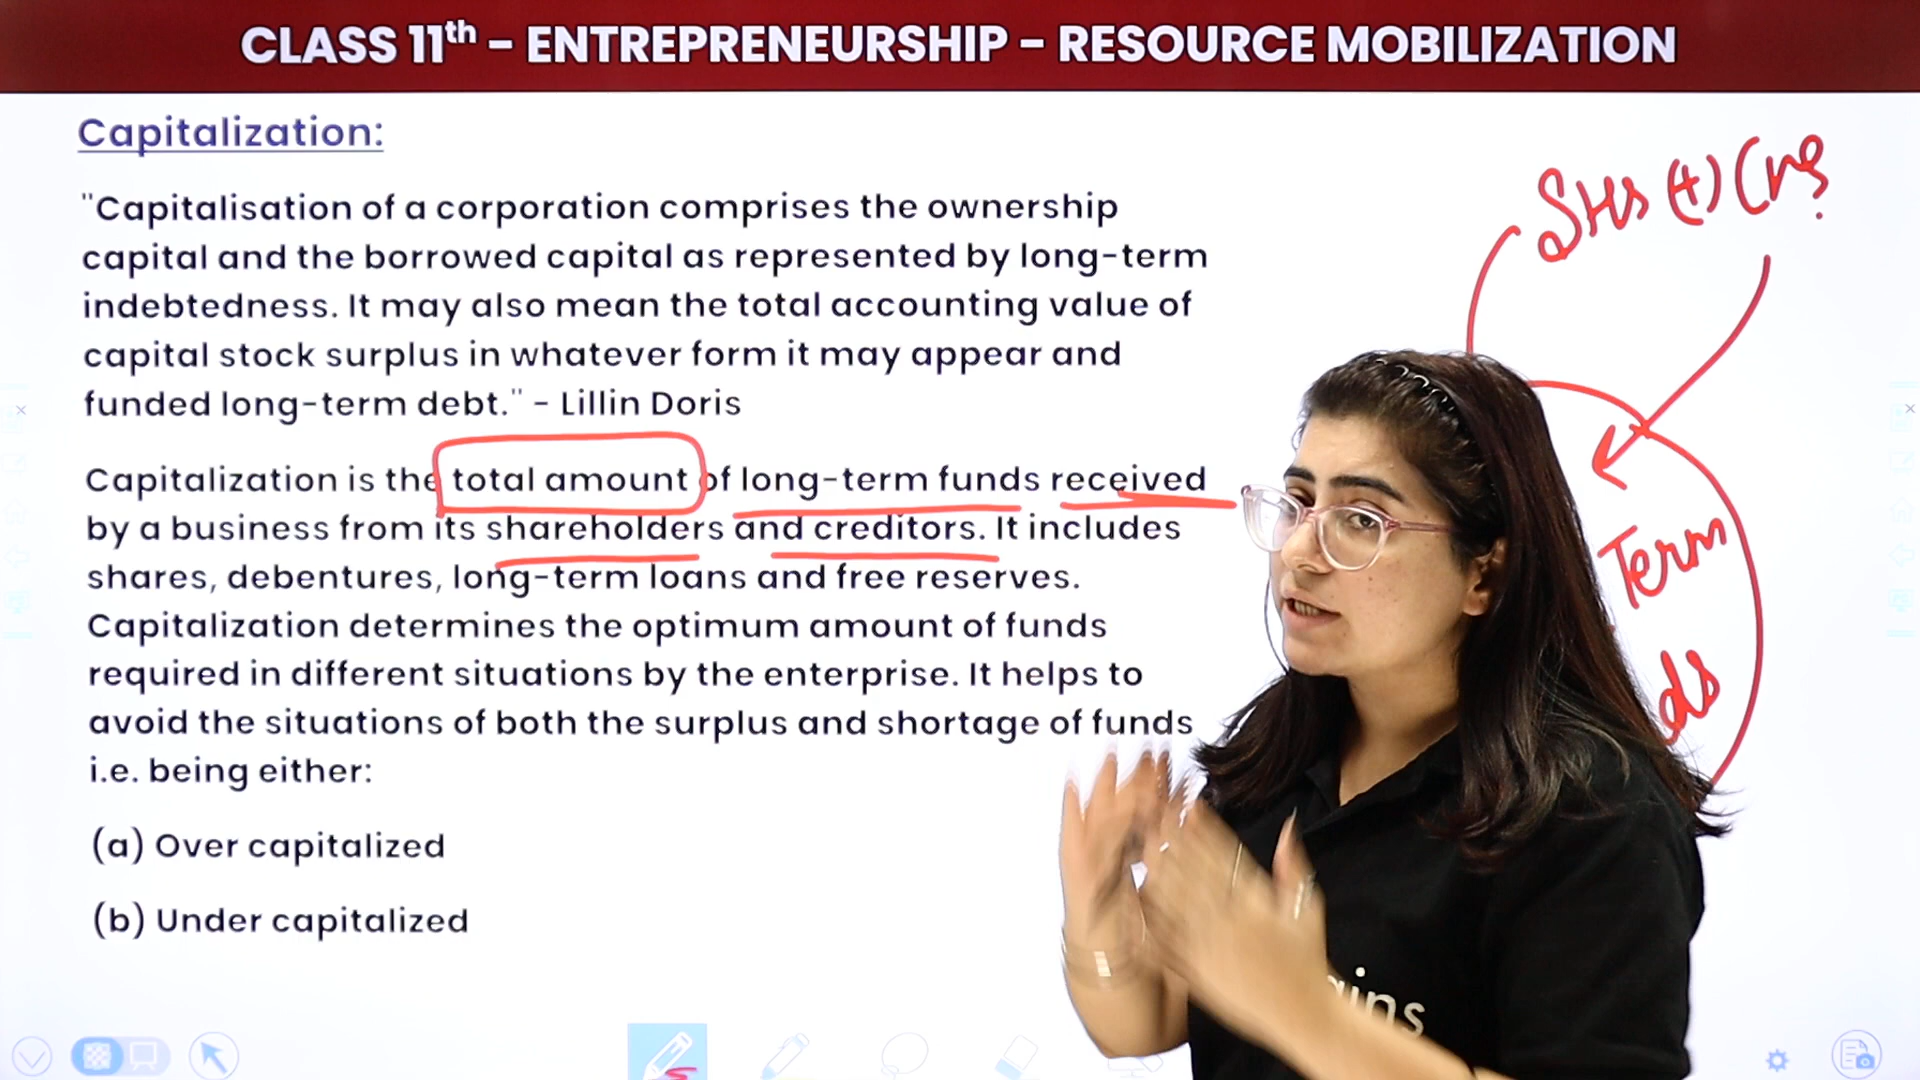 CLASS 11th - ENTREPRENEURSHIP - RESOURCE MOBILIZATION
Capitalization:
"Capitalisation of a corporation comprises the ownership
capital and the borrowed capital as represented by long-term
indebtedness. It may also mean the total accounting value of
capital stock surplus in whatever form it may appear and
funded long-term debt." - Lillin Doris
Capitalization is the total amount of long-term funds received
by a business from its shareholders and creditors. It includes
shares, debentures, long-term loans and free reserves.
Capitalization determines the optimum amount of funds
required in different situations by the enterprise. It helps to
avoid the situations of both the surplus and shortage of funds
i.e. being either:
(a) Over capitalized
(b) Under capitalized
SHs (+) Crs
Term
ds
ins